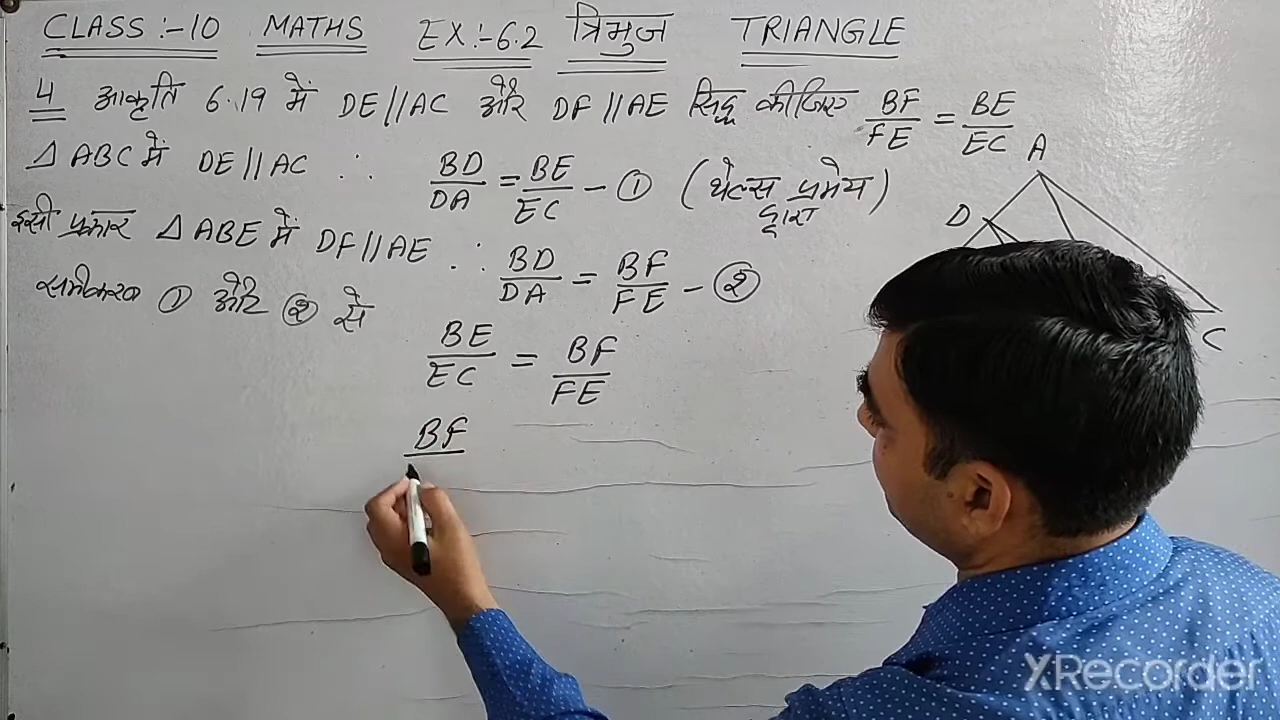 CLASS :- 10 MATHS EX:- 6.2 त्रिभुज TRIANGLE
4 आकृति 6.19 में DE//AC और DF//AE सिद्ध कीजिए BF/FE = BE/EC
Δ ABC में DE//AC ∴ BD/DA = BE/EC - ① (थेल्स प्रमेय द्वारा)
इसी प्रकार Δ ABE में DF//AE ∴ BD/DA = BF/FE - ②
समीकरण ① और ② से
BE/EC = BF/FE
BF
A
D
C
XRecorder